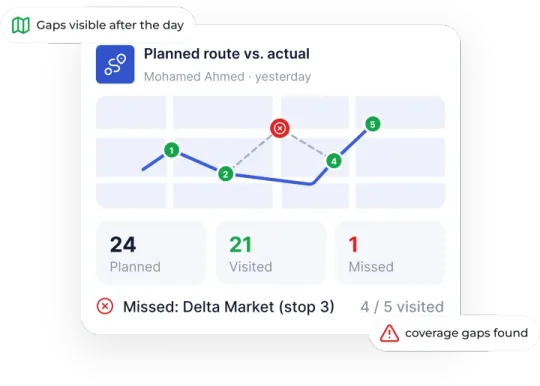 Gaps visible after the day
Planned route vs. actual
Mohamed Ahmed · yesterday
1
2
4
5
24
Planned
21
Visited
1
Missed
Missed: Delta Market (stop 3)
4 / 5 visited
coverage gaps found